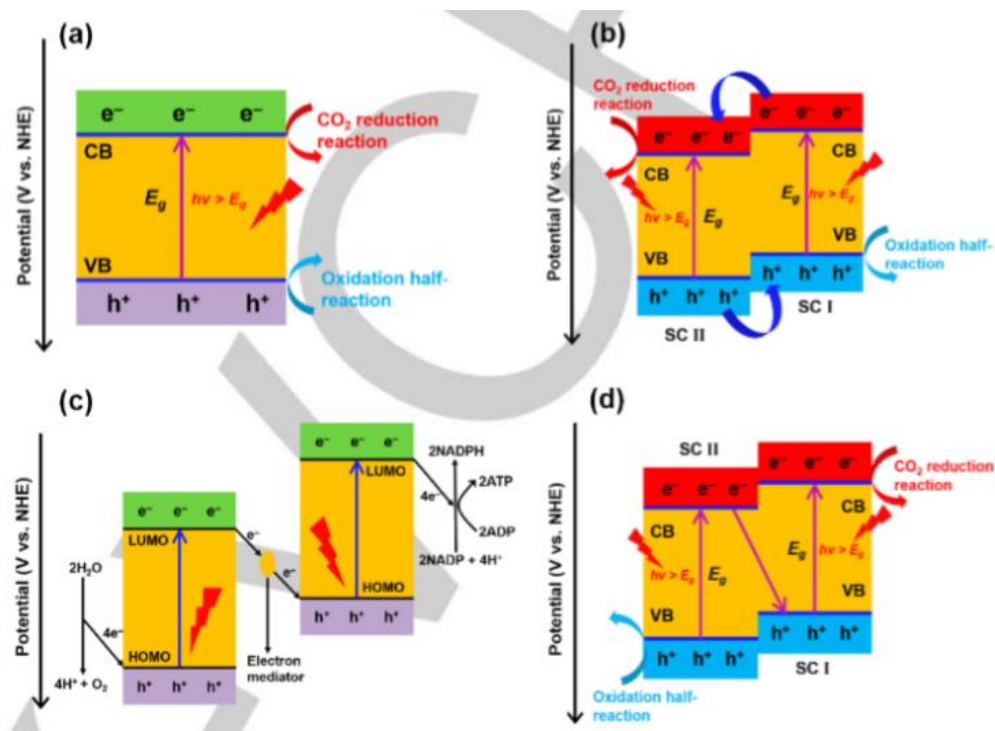 (a)
Potential (V vs. NHE)
e⁻ e⁻ e⁻
CO₂ reduction
reaction
CB
E_g
hν > E_g
VB
Oxidation half-
reaction
h⁺ h⁺ h⁺
(b)
Potential (V vs. NHE)
CO₂ reduction
reaction
e⁻ e⁻ e⁻
e⁻ e⁻ e⁻
CB
CB
hν > E_g
E_g
E_g
hν > E_g
VB
VB
Oxidation half-
reaction
h⁺ h⁺ h⁺
h⁺ h⁺ h⁺
SC II
SC I
(c)
Potential (V vs. NHE)
e⁻ e⁻ e⁻
LUMO
2NADPH
4e⁻
2ATP
2ADP
2NADP + 4H⁺
HOMO
h⁺ h⁺ h⁺
e⁻ e⁻ e⁻
LUMO
e⁻
e⁻
2H₂O
4e⁻
HOMO
4H⁺ + O₂
h⁺ h⁺ h⁺
Electron
mediator
(d)
Potential (V vs. NHE)
SC II
e⁻ e⁻ e⁻
e⁻ e⁻ e⁻
CO₂ reduction
reaction
CB
CB
hν > E_g
E_g
E_g
hν > E_g
VB
VB
h⁺ h⁺ h⁺
h⁺ h⁺ h⁺
SC I
Oxidation half-
reaction